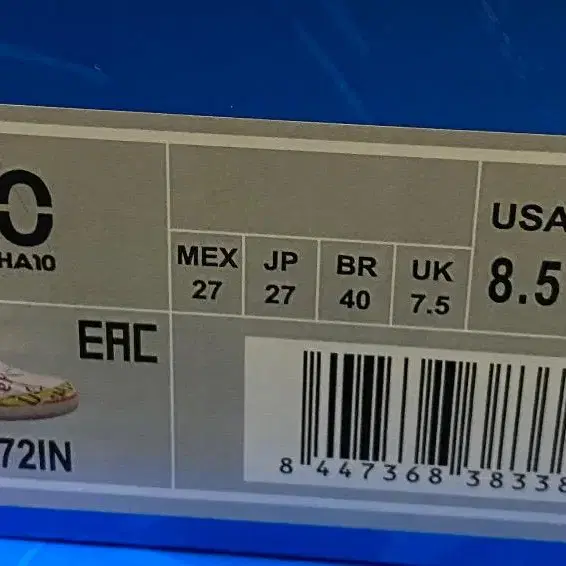 HA10
MEX JP BR UK
27 27 40 7.5
USA
8.5
EAC
72IN
8 447368 38338